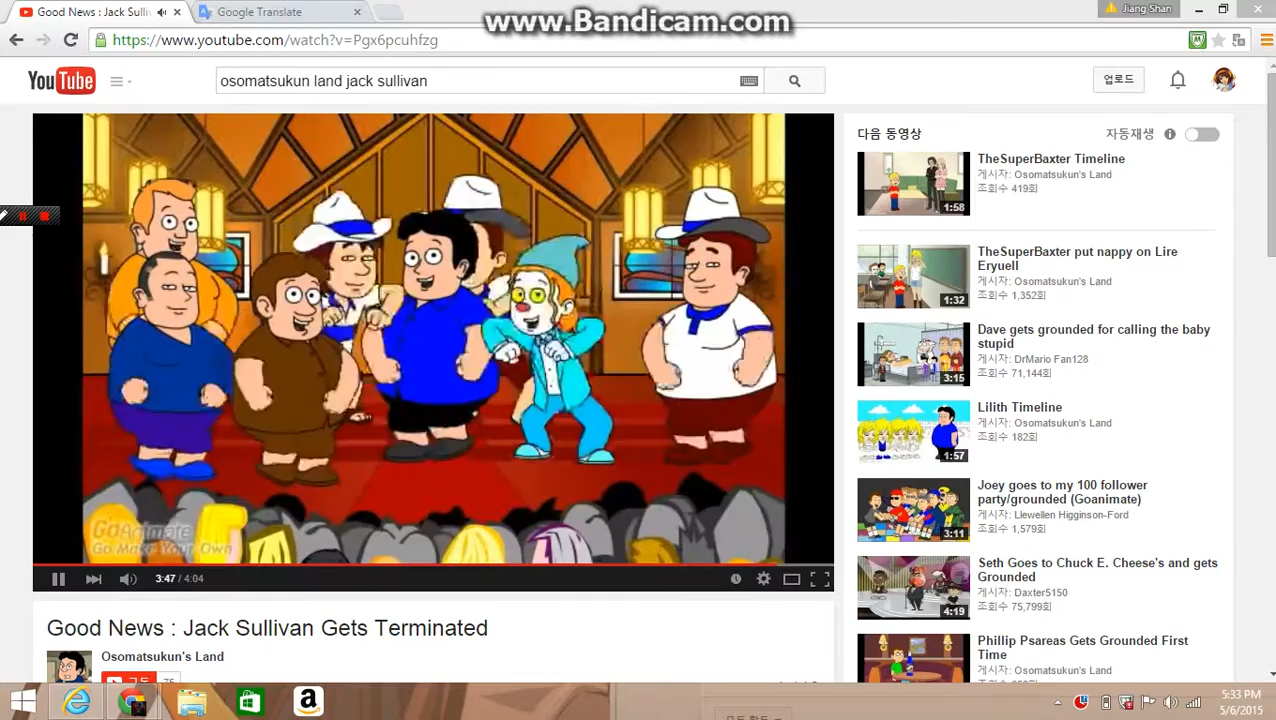 Good News : Jack Sulli
Google Translate
www.Bandicam.com
Jiang Shan
https://www.youtube.com/watch?v=Pgx6pcuhfzg
YouTube
osomatsukun land jack sullivan
업로드
다음 동영상
자동재생
TheSuperBaxter Timeline
게시자: Osomatsukun's Land
조회수 419회
1:58
TheSuperBaxter put nappy on Lire
Eryuell
게시자: Osomatsukun's Land
조회수 1,352회
1:32
Dave gets grounded for calling the baby
stupid
게시자: DrMario Fan128
조회수 71,144회
3:15
Lilith Timeline
게시자: Osomatsukun's Land
조회수 182회
1:57
Joey goes to my 100 follower
party/grounded (Goanimate)
게시자: Llewellen Higginson-Ford
조회수 1,579회
3:11
Seth Goes to Chuck E. Cheese's and gets
Grounded
게시자: Daxter5150
조회수 75,799회
4:19
Phillip Psareas Gets Grounded First
Time
게시자: Osomatsukun's Land
GoAnimate
Go Make Your Own
3:47 / 4:04
Good News : Jack Sullivan Gets Terminated
Osomatsukun's Land
구독
75
5:33 PM
5/6/2015